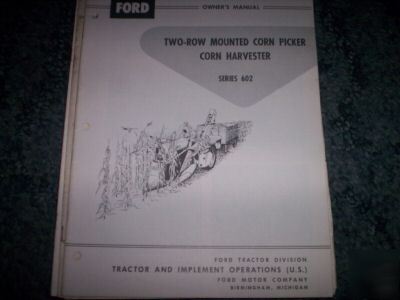 FORD
OWNER'S MANUAL
TWO-ROW MOUNTED CORN PICKER
CORN HARVESTER
SERIES 602
FORD TRACTOR DIVISION
TRACTOR AND IMPLEMENT OPERATIONS (U.S.)
FORD MOTOR COMPANY
BIRMINGHAM, MICHIGAN